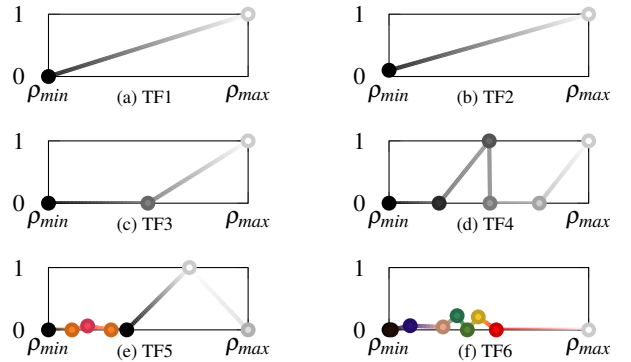 1 1
0 0
ρmin (a) TF1 ρmax ρmin (b) TF2 ρmax
1 1
0 0
ρmin (c) TF3 ρmax ρmin (d) TF4 ρmax
1 1
0 0
ρmin (e) TF5 ρmax ρmin (f) TF6 ρmax